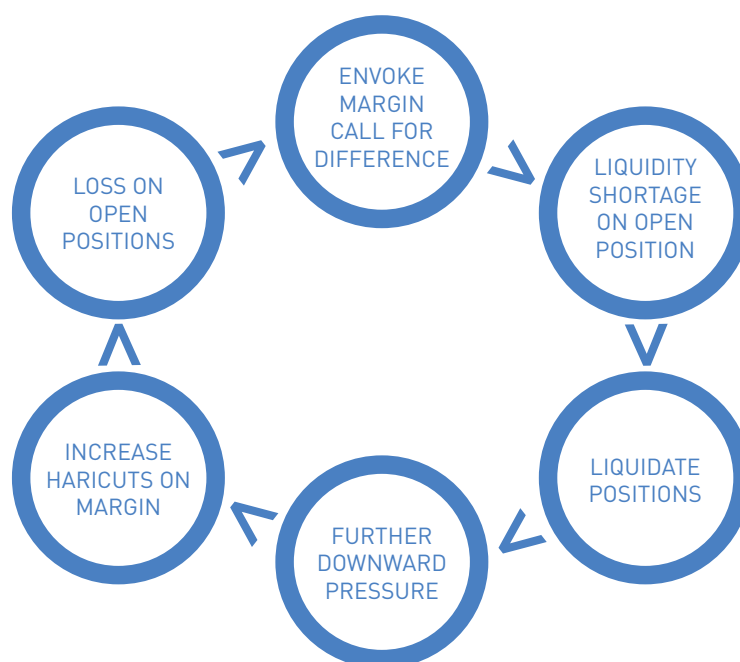 ENVOKE
MARGIN
CALL FOR
DIFFERENCE
LIQUIDITY
SHORTAGE
ON OPEN
POSITION
LIQUIDATE
POSITIONS
FURTHER
DOWNWARD
PRESSURE
INCREASE
HARICUTS ON
MARGIN
LOSS ON
OPEN
POSITIONS